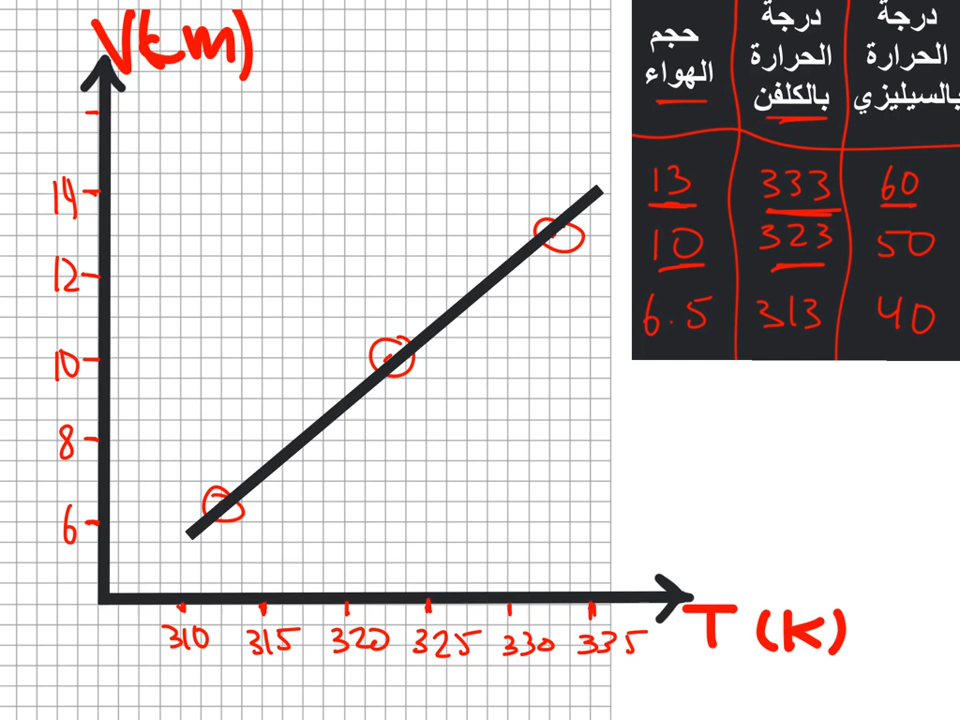 V(cm)
14
12
10
8
6
310 315 320 325 330 335
T (K)
درجة الحرارة بالسيليزي
درجة الحرارة بالكلفن
حجم الهواء
60 333 13
50 323 10
40 313 6.5